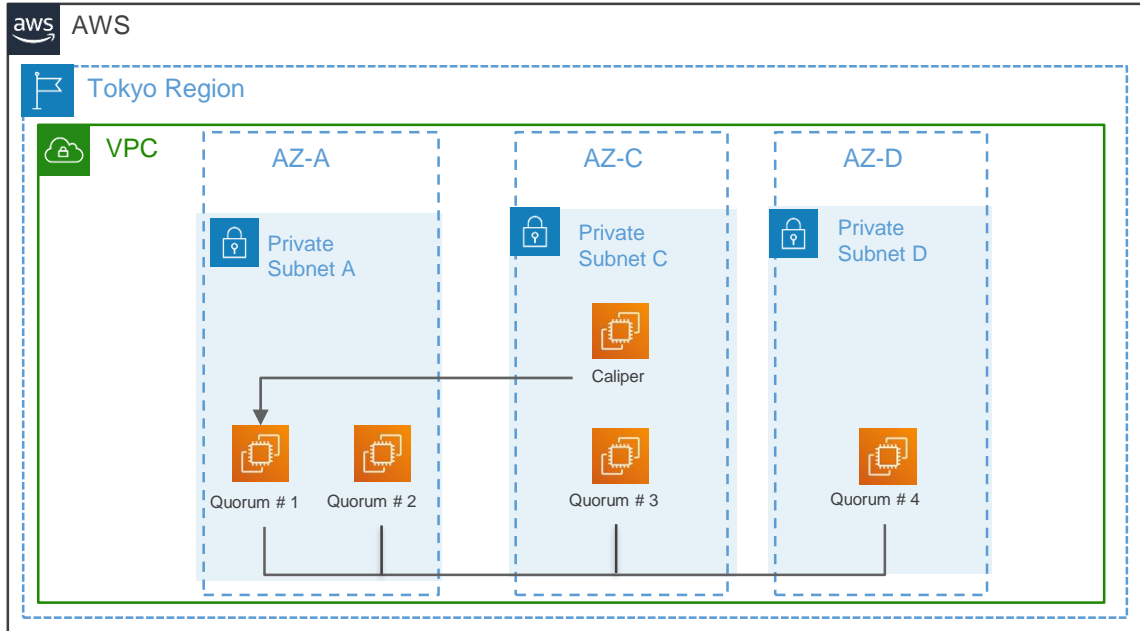 aws
AWS
Tokyo Region
VPC
AZ-A
AZ-C
AZ-D
Private
Subnet A
Private
Subnet C
Private
Subnet D
Caliper
Quorum # 1
Quorum # 2
Quorum # 3
Quorum # 4